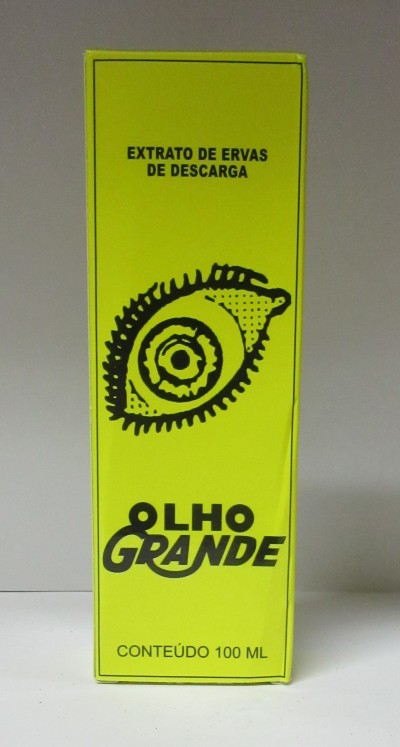 EXTRATO DE ERVAS
DE DESCARGA
OLHO
GRANDE
CONTEÚDO 100 ML